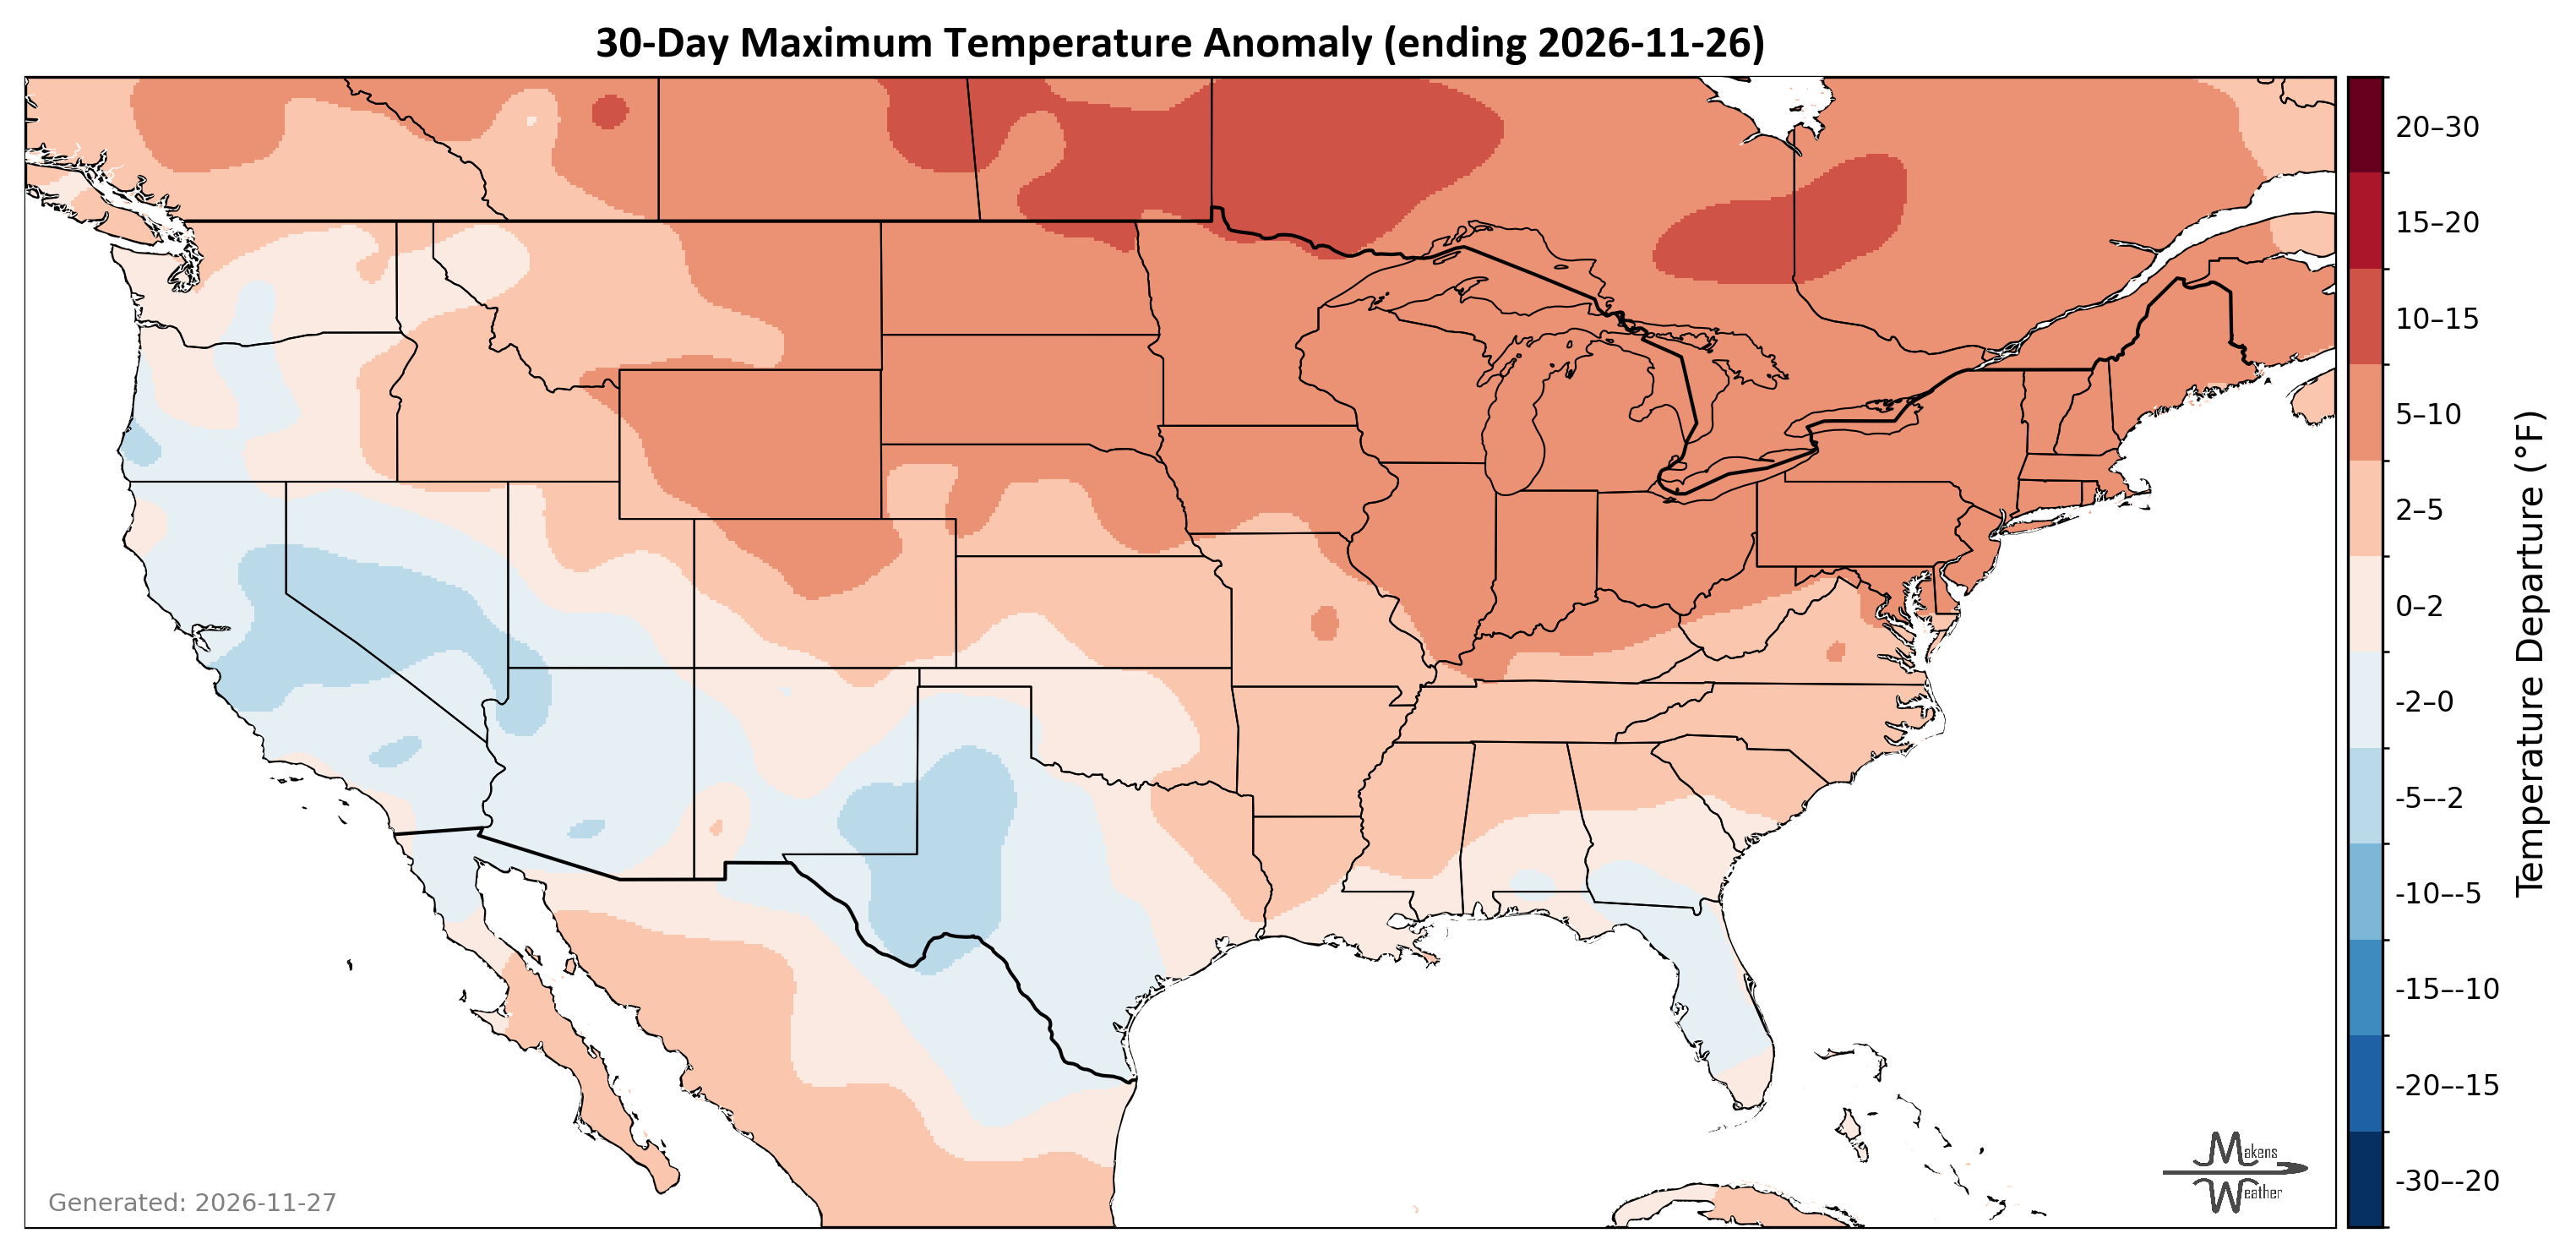 30-Day Maximum Temperature Anomaly (ending 2026-11-26)
20–30
15–20
10–15
5–10
2–5
0–2
-2–0
-5–-2
-10–-5
-15–-10
-20–-15
-30–-20
Temperature Departure (°F)
Generated: 2026-11-27
Makens
Weather